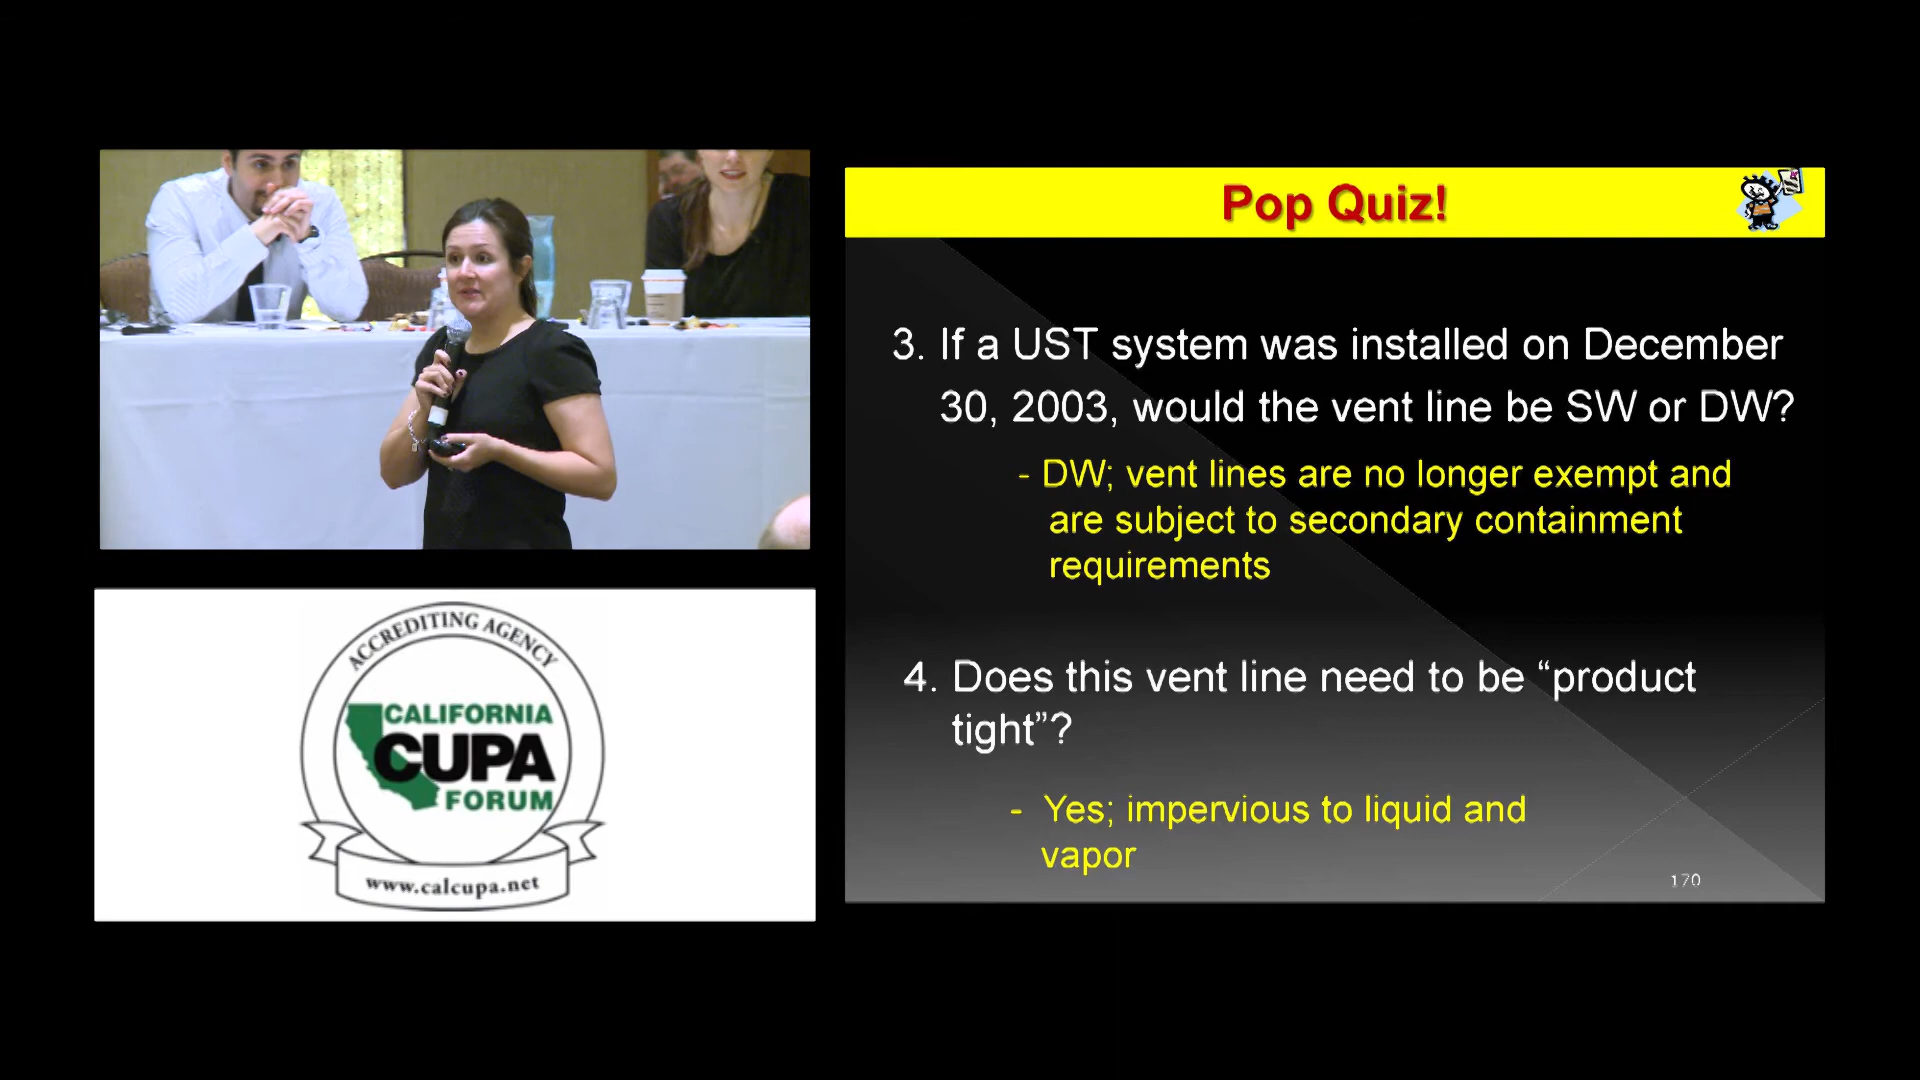 Pop Quiz!
3. If a UST system was installed on December
30, 2003, would the vent line be SW or DW?
- DW; vent lines are no longer exempt and
are subject to secondary containment
requirements
4. Does this vent line need to be “product
tight”?
- Yes; impervious to liquid and
vapor
170
ACCREDITING AGENCY
CALIFORNIA
CUPA
FORUM
www.calcupa.net